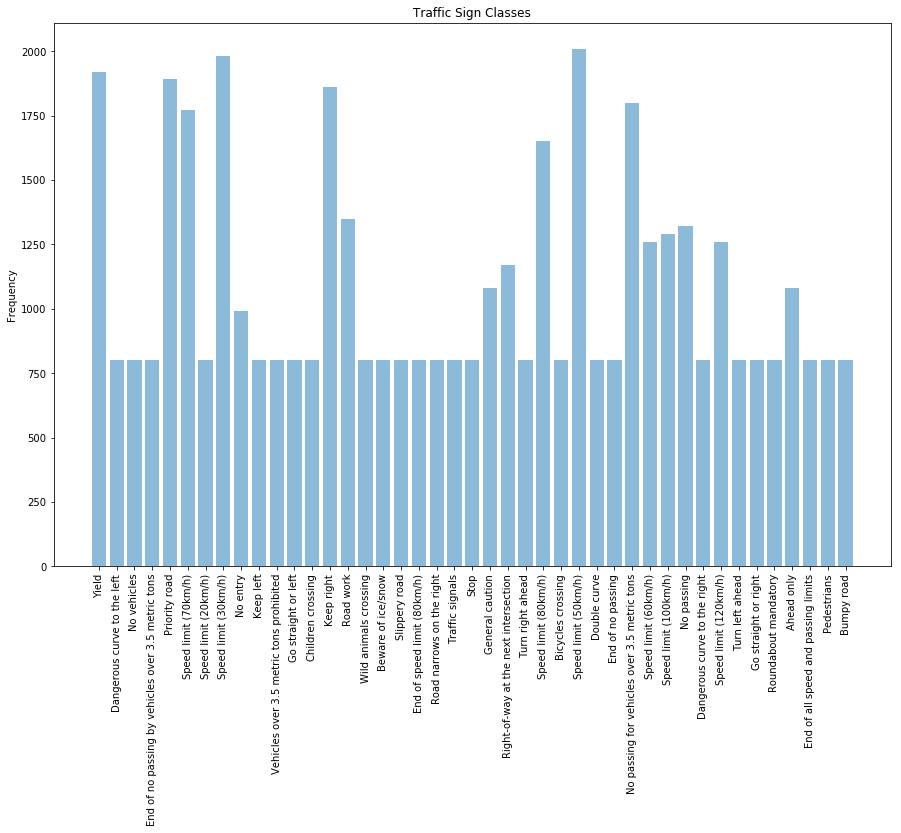 Traffic Sign Classes
Frequency
2000
1750
1500
1250
1000
750
500
250
0
Yield
Dangerous curve to the left
No vehicles
End of no passing by vehicles over 3.5 metric tons
Priority road
Speed limit (70km/h)
Speed limit (20km/h)
Speed limit (30km/h)
No entry
Keep left
Vehicles over 3.5 metric tons prohibited
Go straight or left
Children crossing
Keep right
Road work
Wild animals crossing
Beware of ice/snow
Slippery road
End of speed limit (80km/h)
Road narrows on the right
Traffic signals
Stop
General caution
Right-of-way at the next intersection
Turn right ahead
Speed limit (80km/h)
Bicycles crossing
Speed limit (50km/h)
Double curve
End of no passing
No passing for vehicles over 3.5 metric tons
Speed limit (60km/h)
Speed limit (100km/h)
No passing
Dangerous curve to the right
Speed limit (120km/h)
Turn left ahead
Go straight or right
Roundabout mandatory
Ahead only
End of all speed and passing limits
Pedestrians
Bumpy road